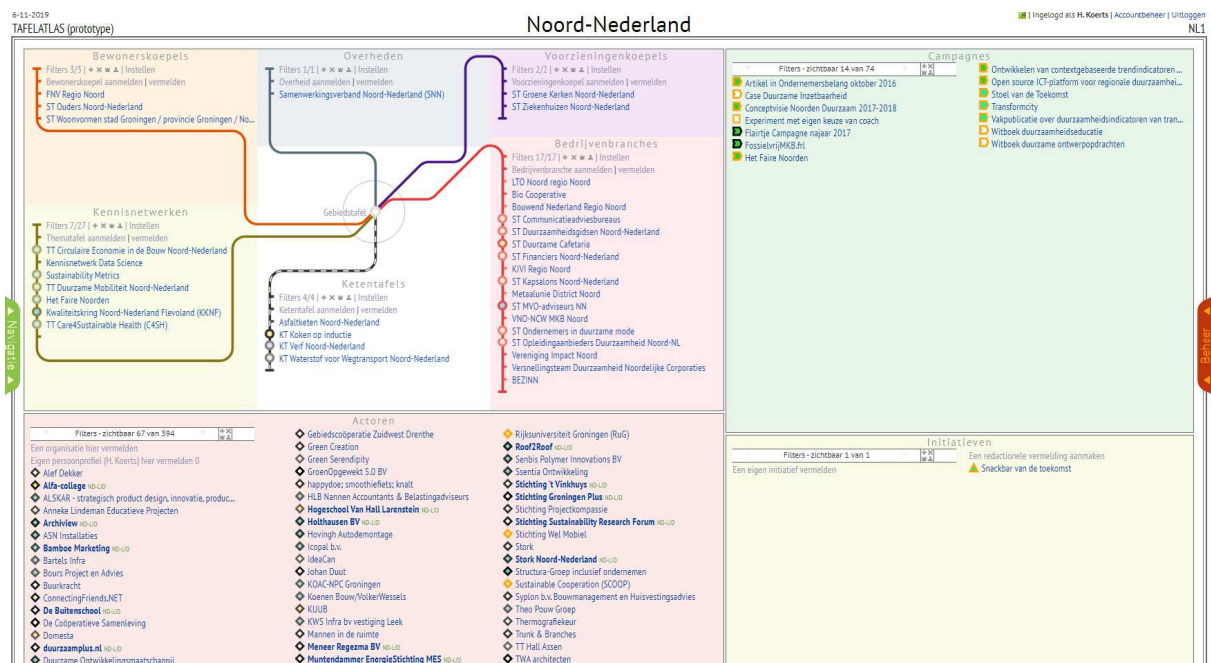 6-11-2019
TAFELATLAS (prototype)
Noord-Nederland
| Ingelogd als H. Koerts | Accountbeheer | Uitloggen
NL1
Bewonerskoepels
Filters 3/3 | Instellen
Bewonerskoepel aanmelden | vermelden
FNV Regio Noord
ST Ouders Noord-Nederland
ST Woonvormen stad Groningen / provincie Groningen / No...
Overheden
Filters 1/1 | Instellen
Overheid aanmelden | vermelden
Samenwerkingsverband Noord-Nederland (SNN)
Voorzieningenkoepels
Filters 2/2 | Instellen
Voorzieningenkoepel aanmelden | vermelden
ST Groene Kerken Noord-Nederland
ST Ziekenhuizen Noord-Nederland
Bedrijvenbranches
Filters 17/17 | Instellen
Bedrijvenbranche aanmelden | vermelden
LTO Noord regio Noord
Bio Cooperative
Bouwend Nederland Regio Noord
ST Communicatieadviesbureaus
ST Duurzaamheidsgidsen Noord-Nederland
ST Duurzame Cafetaria
ST Financiers Noord-Nederland
KIVI Regio Noord
ST Kapsalons Noord-Nederland
Metaalunie District Noord
ST MVO-adviseurs NN
VNO-NCW MKB Noord
ST Ondernemers in duurzame mode
ST Opleidingaanbieders Duurzaamheid Noord-NL
Vereniging Impact Noord
Versnellingsteam Duurzaamheid Noordelijke Corporaties
BEZINN
Gebiedstafel
Kennisnetwerken
Filters 7/27 | Instellen
Thematafel aanmelden | vermelden
TT Circulaire Economie in de Bouw Noord-Nederland
Kennisnetwerk Data Science
Sustainability Metrics
TT Duurzame Mobiliteit Noord-Nederland
Het Faire Noorden
Kwaliteitskring Noord-Nederland Flevoland (KKNF)
TT Care4Sustainable Health (C4SH)
Ketentafels
Filters 4/4 | Instellen
Ketentafel aanmelden | vermelden
Asfaltketen Noord-Nederland
KT Koken op inductie
KT Verf Noord-Nederland
KT Waterstof voor Wegtransport Noord-Nederland
Navigatie
Beheer
Campagnes
Filters - zichtbaar 14 van 74
Artikel in Ondernemersbelang oktober 2016
Case Duurzame Inzetbaarheid
Conceptvisie Noorden Duurzaam 2017-2018
Experiment met eigen keuze van coach
Flairtje Campagne najaar 2017
FossielvrijMKB.frl
Het Faire Noorden
Ontwikkelen van contextgebaseerde trendindicatoren ...
Open source ICT-platform voor regionale duurzaamhei...
Stoel van de Toekomst
Transformcity
Vakpublicatie over duurzaamheidsindicatoren van tran...
Witboek duurzaamheidseducatie
Witboek duurzame ontwerpopdrachten
Actoren
Filters - zichtbaar 67 van 394
Een organisatie hier vermelden
Eigen persoonprofiel (H. Koerts) hier vermelden 0
Alef Dekker
Alfa-college ND-LID
ALSKAR - strategisch product design, innovatie, produc...
Anneke Lindeman Educatieve Projecten
Archiview ND-LID
ASN Installaties
Bamboe Marketing ND-LID
Bartels Infra
Bours Project en Advies
Buurkracht
ConnectingFriends.NET
De Buitenschool ND-LID
De Coöperatieve Samenleving
Domesta
duurzaamplus.nl ND-LID
Duurzame Ontwikkelingsmaatschappij
Gebiedscoöperatie Zuidwest Drenthe
Green Creation
Green Serendipity
GroenOpgewekt 5.0 BV
happydoe; smoothiefiets; knalt
HLB Nannen Accountants & Belastingadviseurs
Hogeschool Van Hall Larenstein ND-LID
Holthausen BV ND-LID
Hovingh Autodemontage
Icopal b.v.
IdeaCan
Johan Duut
KOAC-NPC Groningen
Koenen Bouw/VolkerWessels
KUUB
KWS Infra bv vestiging Leek
Mannen in de ruimte
Meneer Regezma BV ND-LID
Muntendammer EnergieStichting MES ND-LID
Rijksuniversiteit Groningen (RuG)
Roof2Roof ND-LID
Senbis Polymer Innovations BV
Ssentia Ontwikkeling
Stichting 't Vinkhuys ND-LID
Stichting Groningen Plus ND-LID
Stichting Projectkompassie
Stichting Sustainability Research Forum ND-LID
Stichting Wel Mobiel
Stork
Stork Noord-Nederland ND-LID
Structura-Groep inclusief ondernemen
Sustainable Cooperation (SCOOP)
Syplon b.v. Bouwmanagement en Huisvestingsadvies
Theo Pouw Groep
Thermografiekeur
Trunk & Branches
TT Hall Assen
TWA architecten
Initiatieven
Filters - zichtbaar 1 van 1
Een eigen initiatief vermelden
Een redactionele vermelding aanmaken
Snackbar van de toekomst